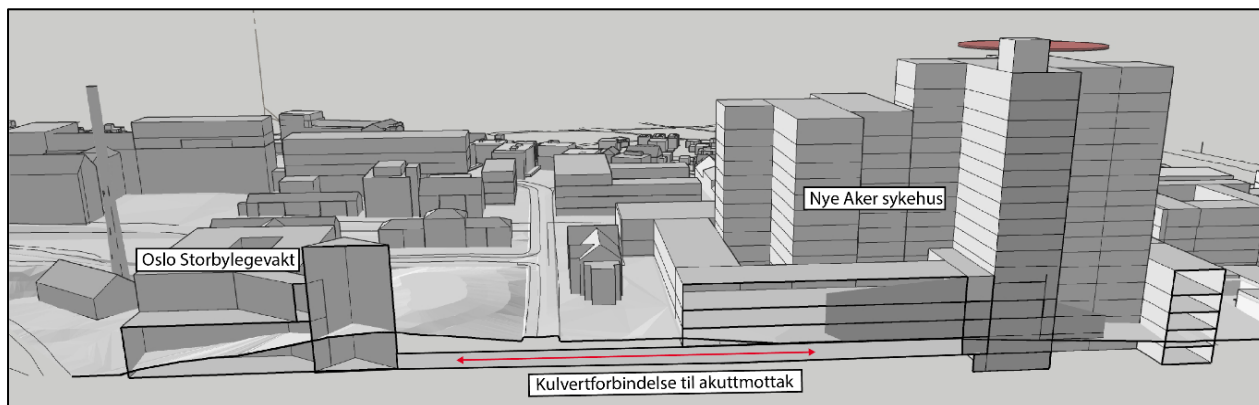 Nye Aker sykehus
Oslo Storbylegevakt
Kulvertforbindelse til akuttmottak